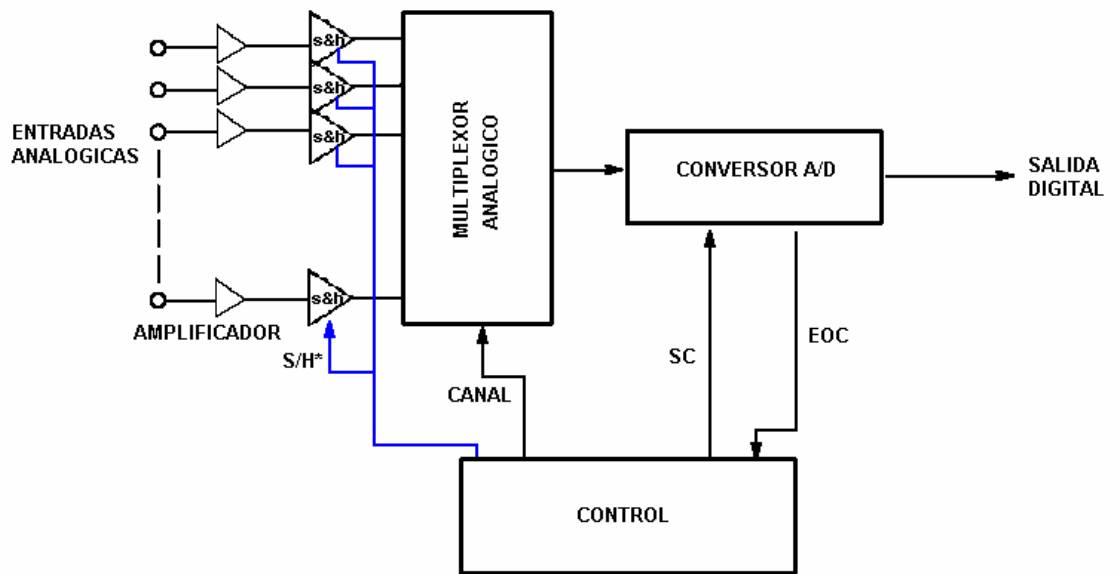 s&h
s&h
s&h
ENTRADAS
ANALOGICAS
MULTIPLEXOR
ANALOGICO
CONVERSOR A/D
SALIDA
DIGITAL
s&h
AMPLIFICADOR
S/H*
CANAL
SC
EOC
CONTROL